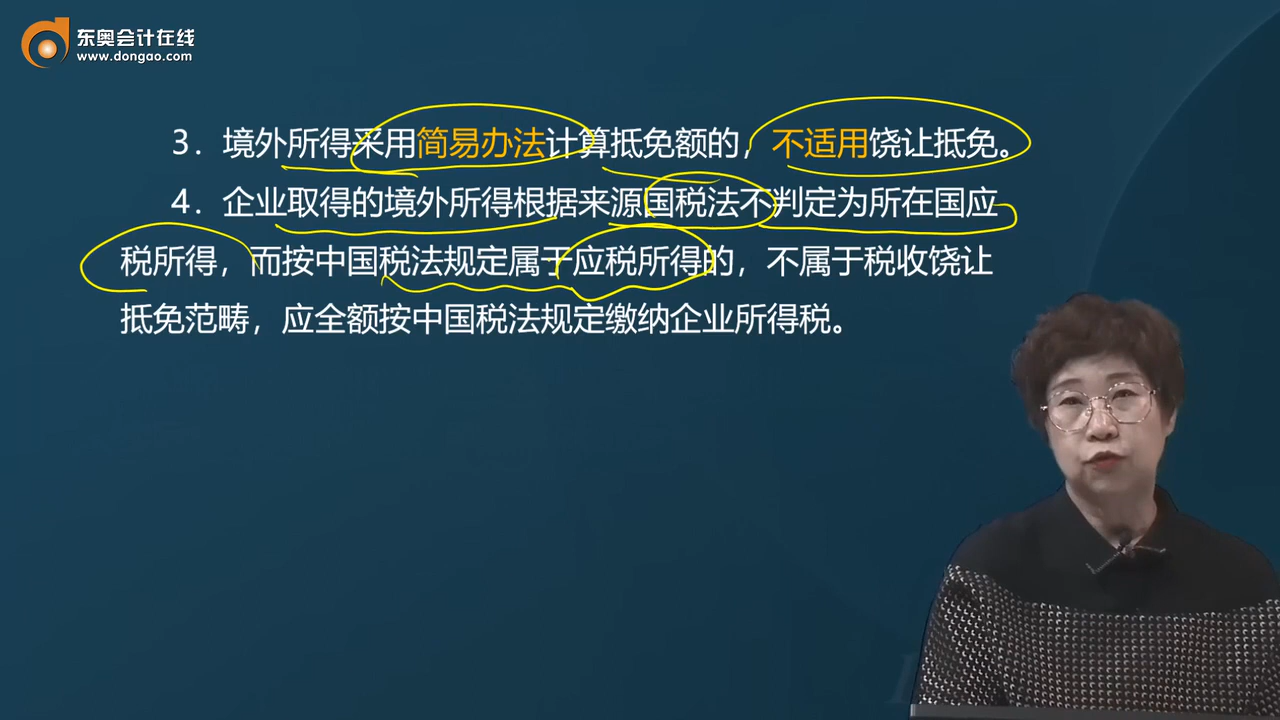 东奥会计在线
www.dongao.com
3．境外所得采用简易办法计算抵免额的，不适用饶让抵免。
4．企业取得的境外所得根据来源国税法不判定为所在国应
税所得，而按中国税法规定属于应税所得的，不属于税收饶让
抵免范畴，应全额按中国税法规定缴纳企业所得税。